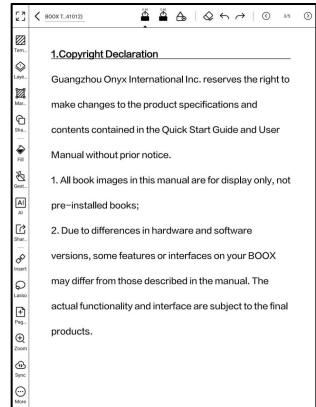 BOOX T...41012)
3/5
Tem...
Laye...
Mar...
Sha...
Fill
Gest...
AI
AI
Shar...
Insert
Lasso
Pag...
Zoom
Sync
More
1.Copyright Declaration
Guangzhou Onyx International Inc. reserves the right to
make changes to the product specifications and
contents contained in the Quick Start Guide and User
Manual without prior notice.
1. All book images in this manual are for display only, not
pre-installed books;
2. Due to differences in hardware and software
versions, some features or interfaces on your BOOX
may differ from those described in the manual. The
actual functionality and interface are subject to the final
products.